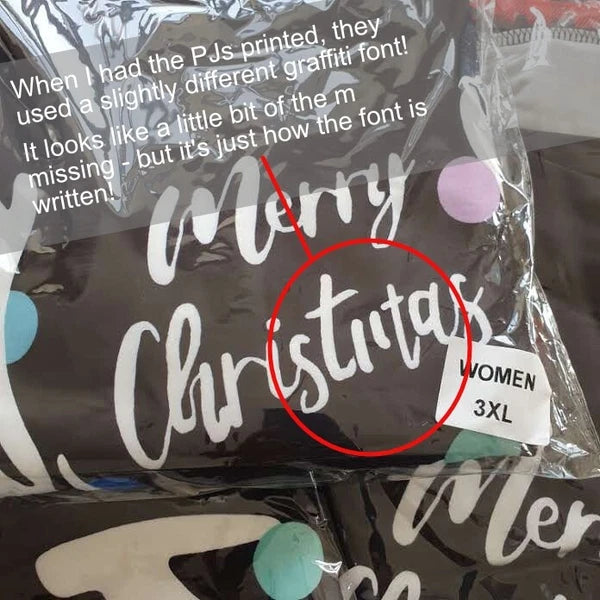 When I had the PJs printed, they
used a slightly different graffiti font!
It looks like a little bit of the m
missing - but it's just how the font is
written!
Merry
Christmas
WOMEN
3XL
Mer